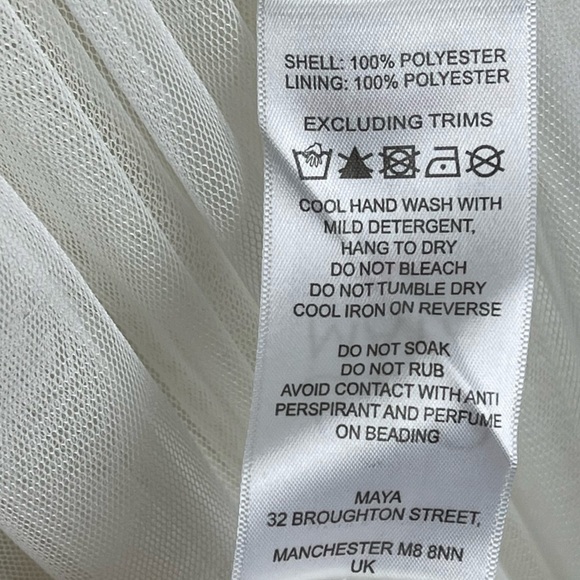 SHELL: 100% POLYESTER
LINING: 100% POLYESTER
EXCLUDING TRIMS
COOL HAND WASH WITH
MILD DETERGENT,
HANG TO DRY
DO NOT BLEACH
DO NOT TUMBLE DRY
COOL IRON ON REVERSE
DO NOT SOAK
DO NOT RUB
AVOID CONTACT WITH ANTI
PERSPIRANT AND PERFUME
ON BEADING
MAYA
32 BROUGHTON STREET,
MANCHESTER M8 8NN
UK